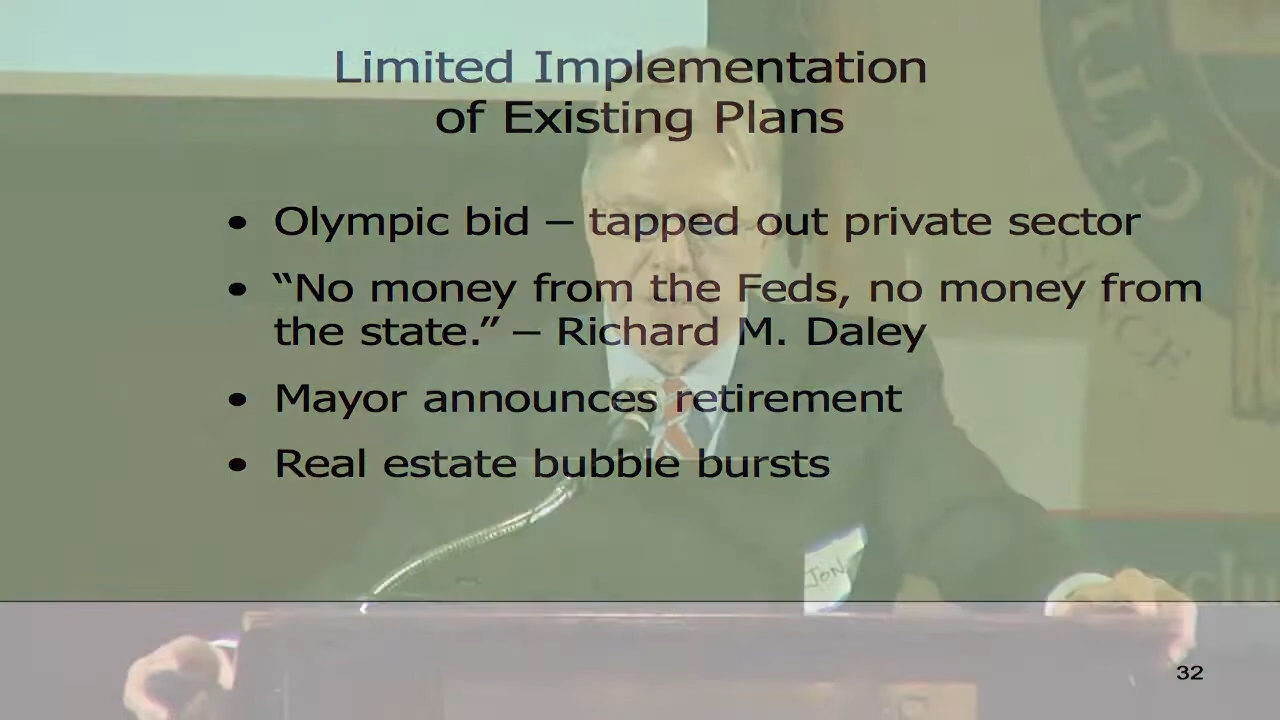 Limited Implementation
of Existing Plans
• Olympic bid – tapped out private sector
• “No money from the Feds, no money from
the state.” – Richard M. Daley
• Mayor announces retirement
• Real estate bubble bursts
JON
32